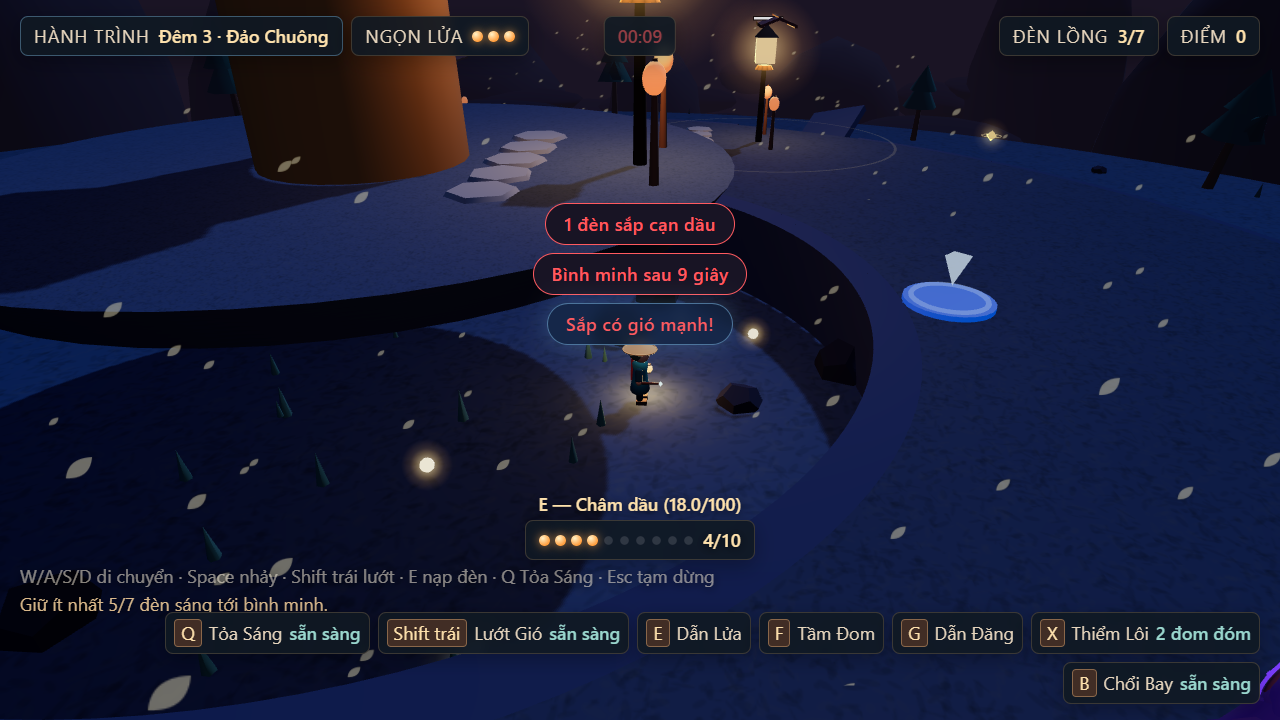 HÀNH TRÌNH Đêm 3 · Đảo Chuông
NGỌN LỬA
00:09
ĐÈN LỒNG 3/7
ĐIỂM 0
1 đèn sắp cạn dầu
Bình minh sau 9 giây
Sắp có gió mạnh!
E — Châm dầu (18.0/100)
4/10
W/A/S/D di chuyển · Space nhảy · Shift trái lướt · E nạp đèn · Q Tỏa Sáng · Esc tạm dừng
Giữ ít nhất 5/7 đèn sáng tới bình minh.
Q Tỏa Sáng sẵn sàng
Shift trái Lướt Gió sẵn sàng
E Dẫn Lửa
F Tầm Đom
G Dẫn Đăng
X Thiểm Lôi 2 đom đóm
B Chổi Bay sẵn sàng